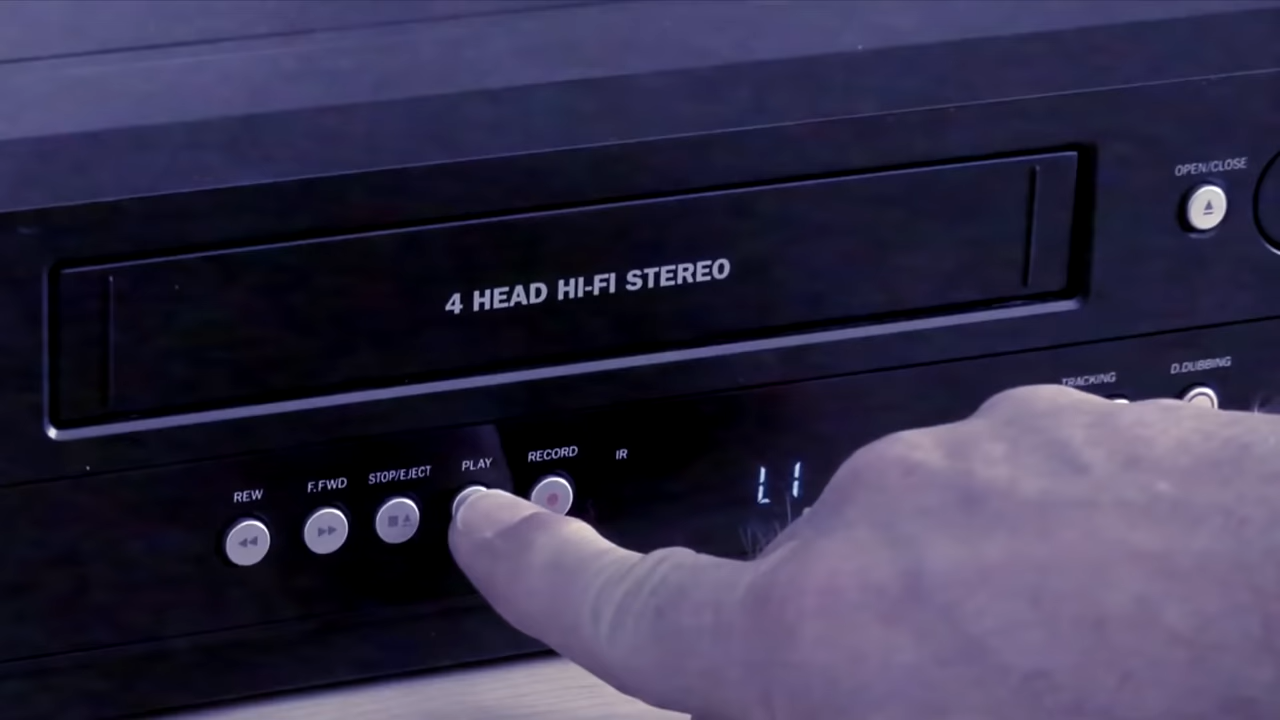 OPEN/CLOSE
4 HEAD HI-FI STEREO
D.DUBBING
TRACKING
REW
F.FWD
STOP/EJECT
PLAY
RECORD
IR
L1